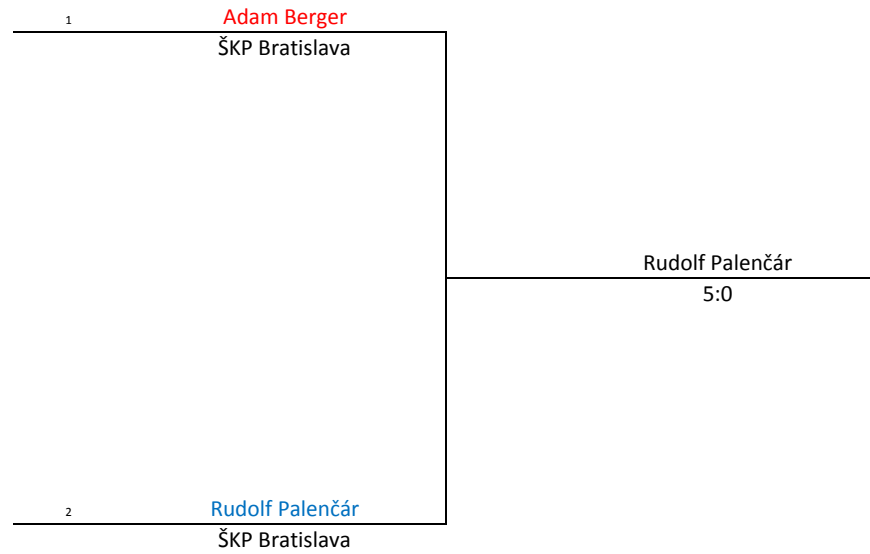 1 Adam Berger
ŠKP Bratislava
Rudolf Palenčár
5:0
2 Rudolf Palenčár
ŠKP Bratislava